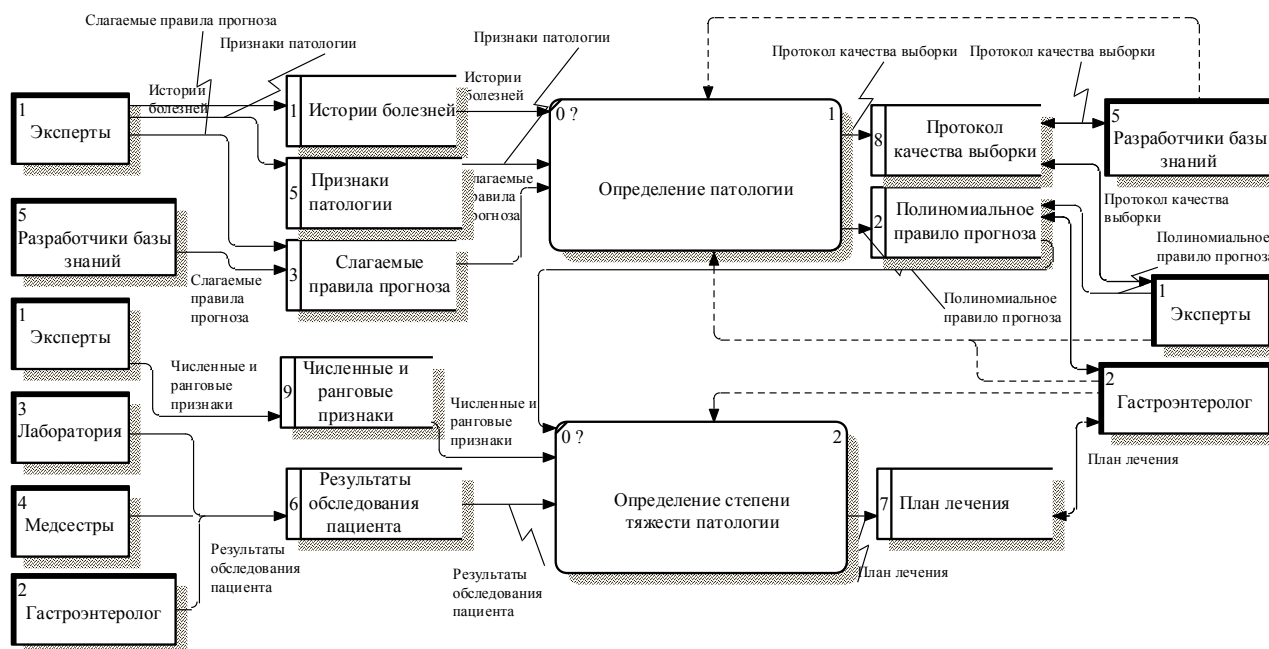 Слагаемые правила прогноза
Признаки патологии
Признаки патологии
Протокол качества выборки
Протокол качества выборки
1
Эксперты
Истории
болезней
1
Истории болезней
Истории
болезней
5
Признаки
патологии
Слагаемые
правила
прогноза
5
Разработчики базы
знаний
Слагаемые
правила
прогноза
3
Слагаемые
правила прогноза
0 ?
1
Определение патологии
8
Протокол
качества выборки
2
Полиномиальное
правило прогноза
Полиномиальное
правило прогноза
5
Разработчики базы
знаний
Протокол качества
выборки
Полиномиальное
правило прогноза
1
Эксперты
2
Гастроэнтеролог
План лечения
1
Эксперты
Численные и
ранговые
признаки
9
Численные и
ранговые
признаки
Численные и
ранговые
признаки
3
Лаборатория
4
Медсестры
2
Гастроэнтеролог
Результаты
обследования
пациента
6
Результаты
обследования
пациента
Результаты
обследования
пациента
0 ?
2
Определение степени
тяжести патологии
План лечения
7
План лечения